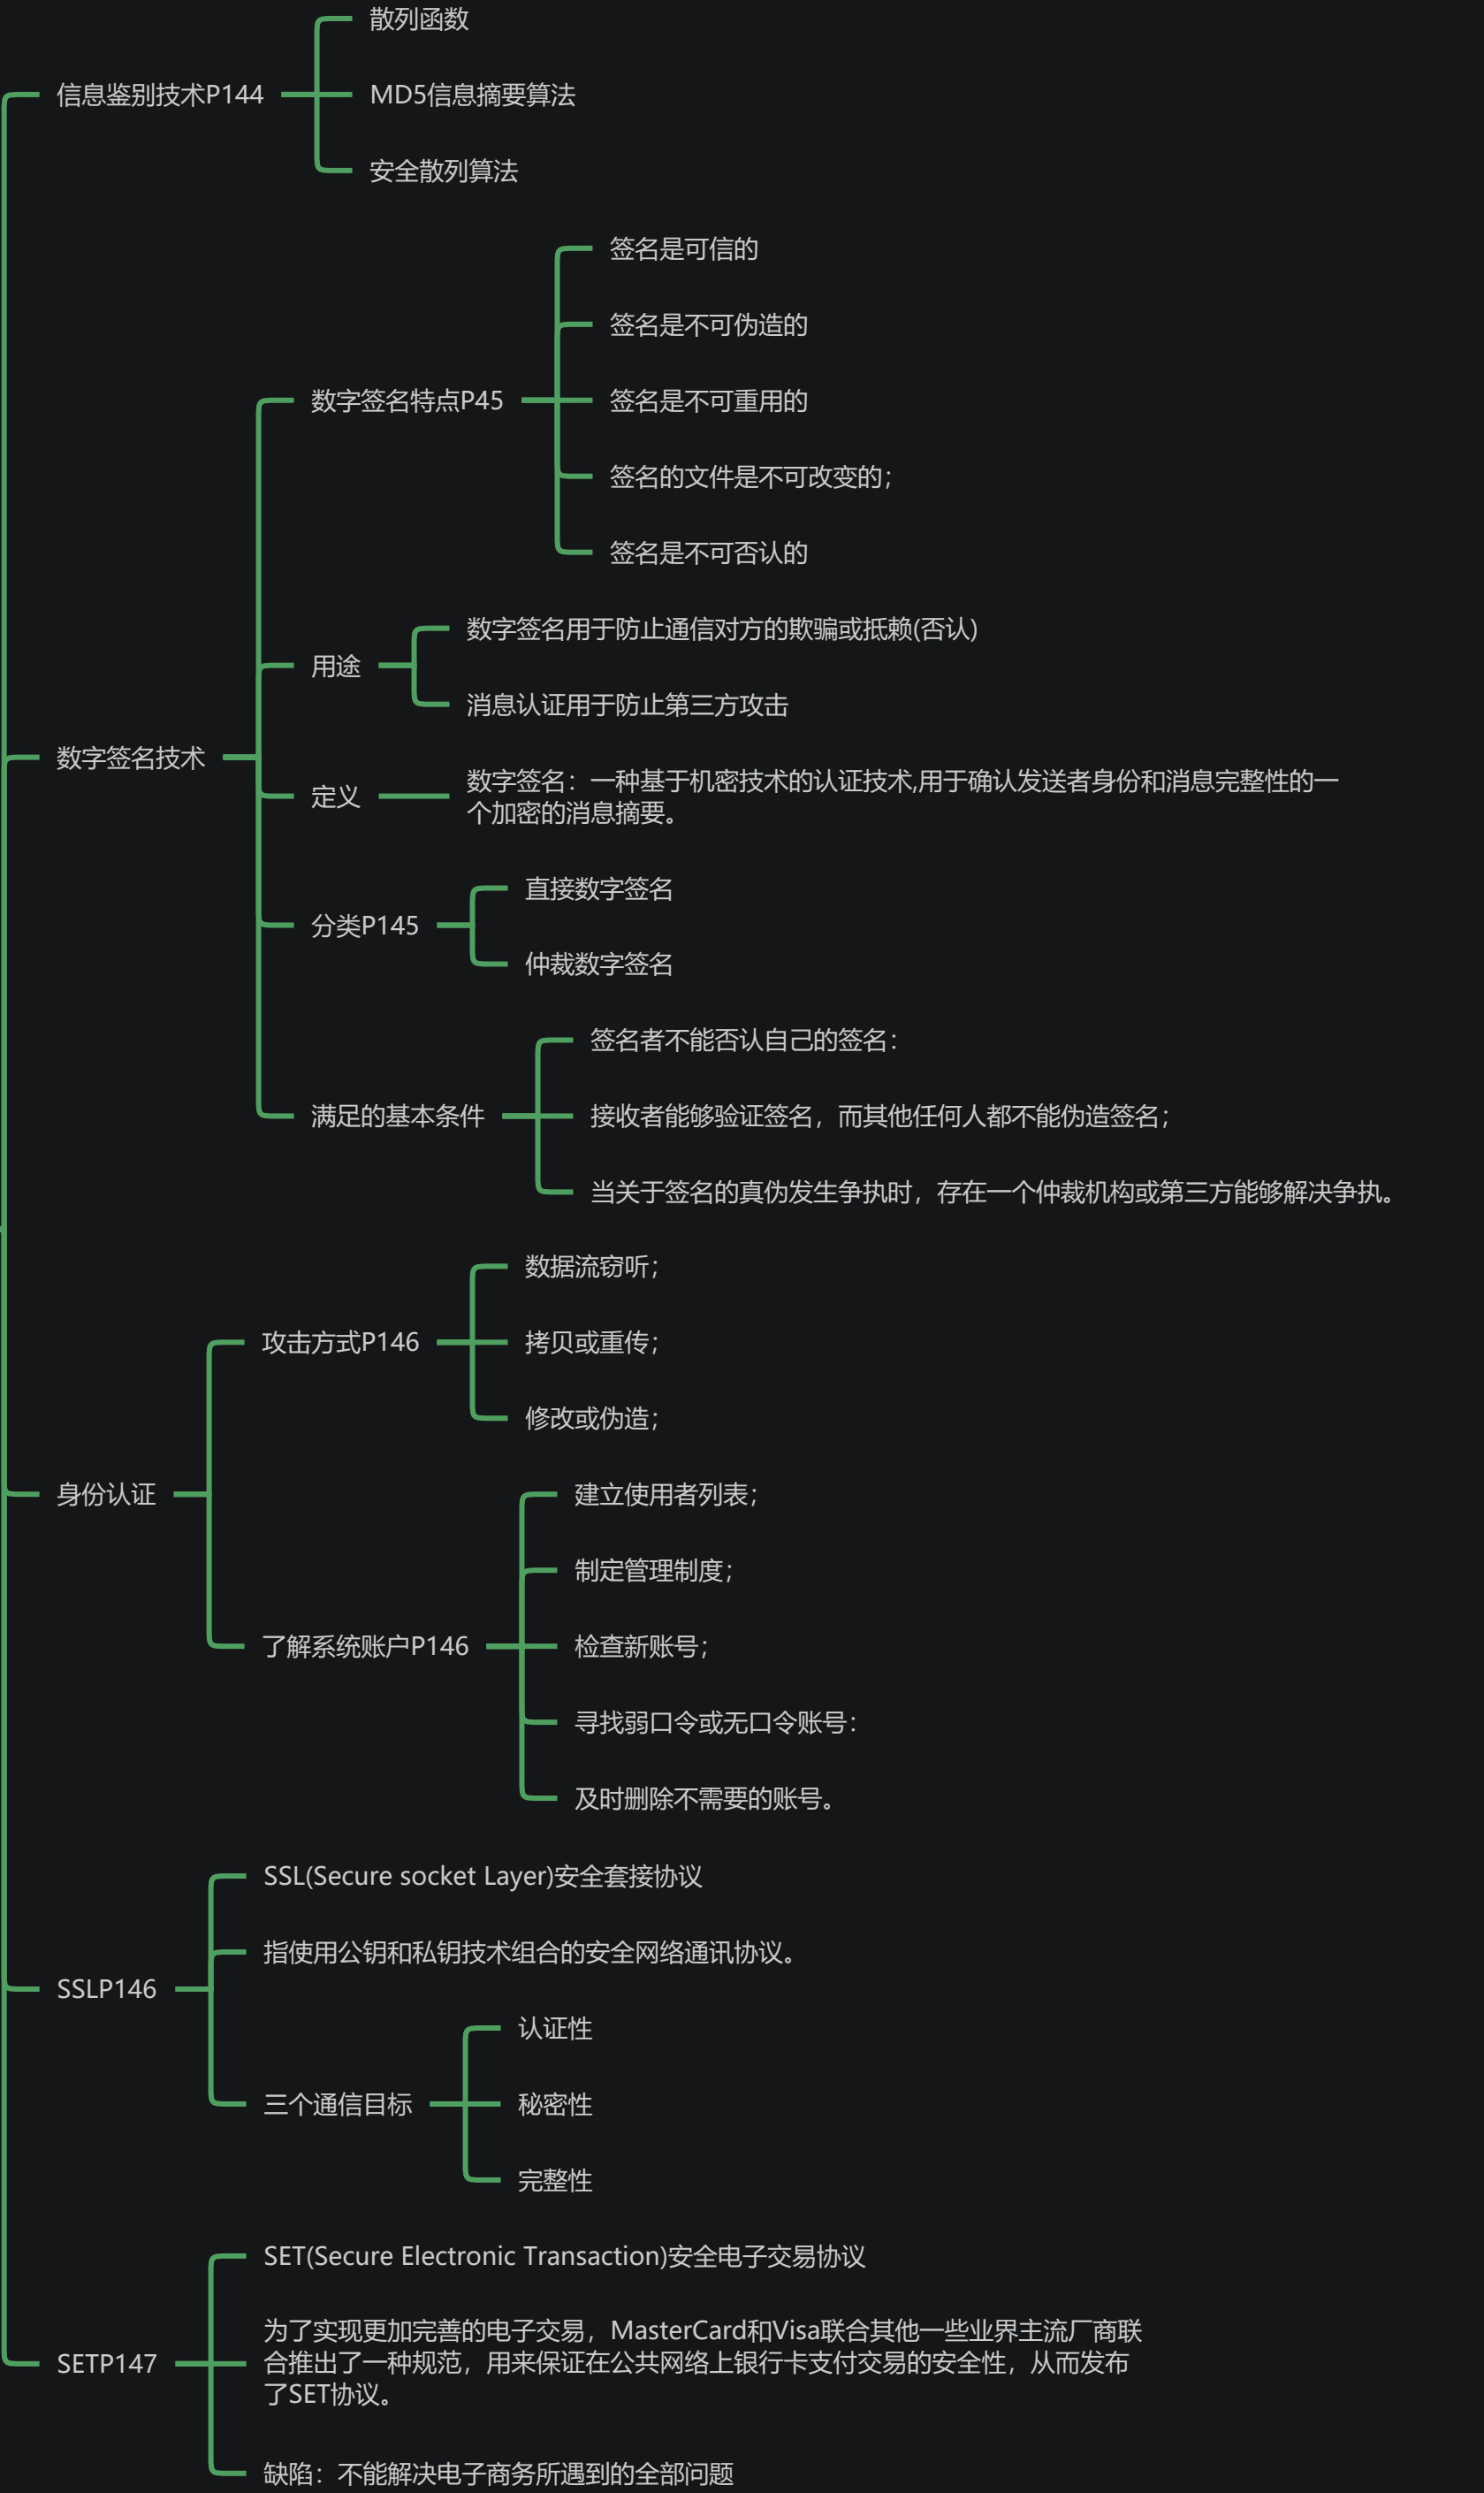 散列函数
信息鉴别技术P144
MD5信息摘要算法
安全散列算法
签名是可信的
签名是不可伪造的
数字签名特点P45
签名是不可重用的
签名的文件是不可改变的；
签名是不可否认的
数字签名用于防止通信对方的欺骗或抵赖(否认)
用途
消息认证用于防止第三方攻击
数字签名技术
定义
数字签名：一种基于机密技术的认证技术,用于确认发送者身份和消息完整性的一
个加密的消息摘要。
直接数字签名
分类P145
仲裁数字签名
签名者不能否认自己的签名：
满足的基本条件
接收者能够验证签名，而其他任何人都不能伪造签名；
当关于签名的真伪发生争执时，存在一个仲裁机构或第三方能够解决争执。
数据流窃听；
攻击方式P146
拷贝或重传；
修改或伪造；
身份认证
建立使用者列表；
制定管理制度；
了解系统账户P146
检查新账号；
寻找弱口令或无口令账号：
及时删除不需要的账号。
SSL(Secure socket Layer)安全套接协议
指使用公钥和私钥技术组合的安全网络通讯协议。
SSLP146
认证性
三个通信目标
秘密性
完整性
SET(Secure Electronic Transaction)安全电子交易协议
SETP147
为了实现更加完善的电子交易，MasterCard和Visa联合其他一些业界主流厂商联
合推出了一种规范，用来保证在公共网络上银行卡支付交易的安全性，从而发布
了SET协议。
缺陷：不能解决电子商务所遇到的全部问题